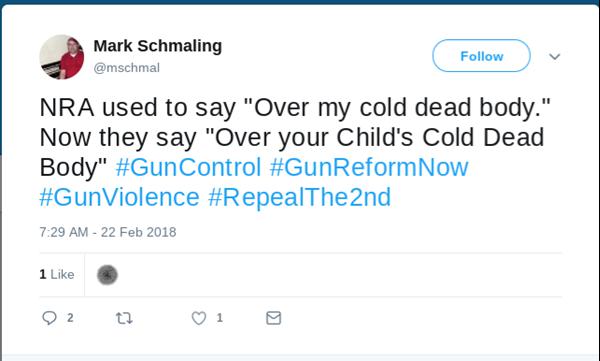 Mark Schmaling
@mschmal
Follow
NRA used to say "Over my cold dead body."
Now they say "Over your Child's Cold Dead
Body" #GunControl #GunReformNow
#GunViolence #RepealThe2nd
7:29 AM - 22 Feb 2018
1 Like
2
1